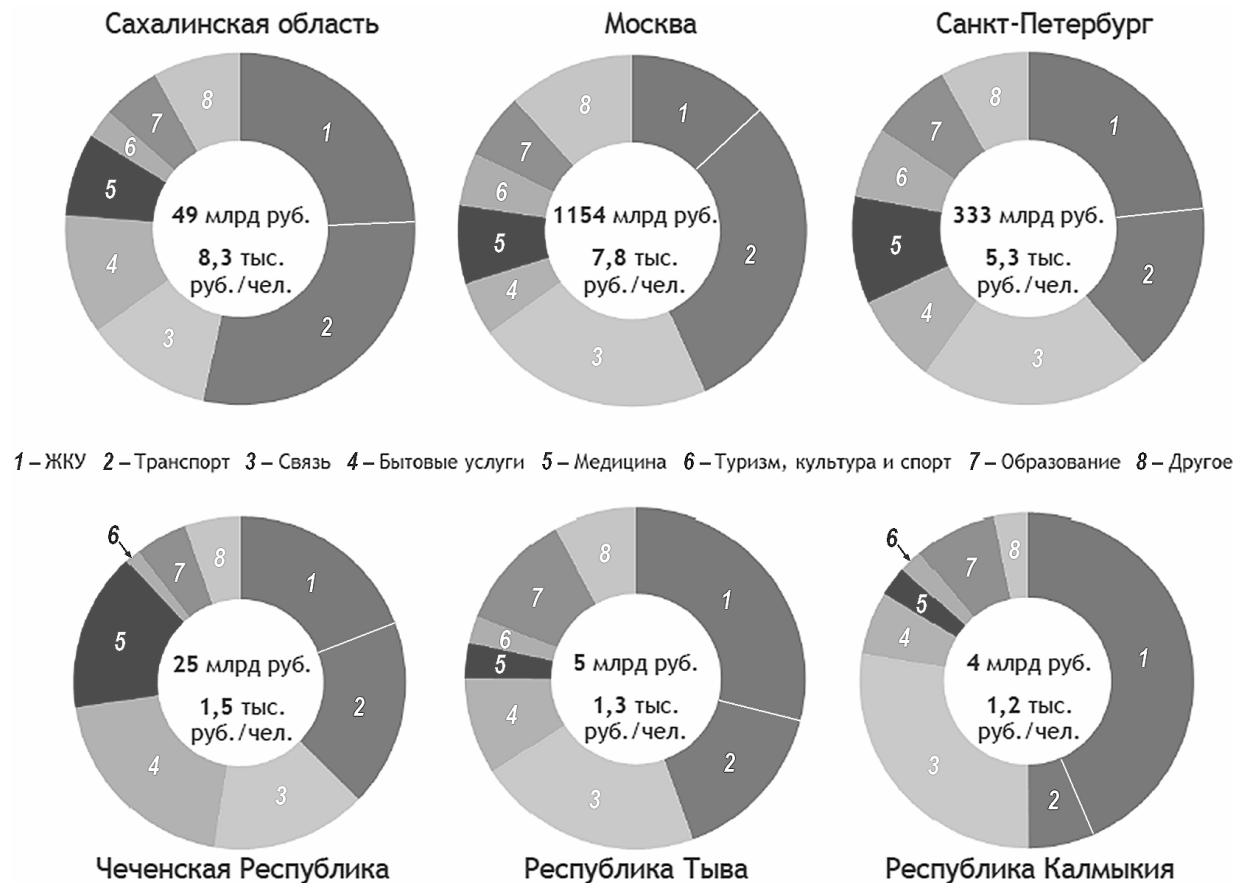 Сахалинская область
1
2
3
4
5
6
7
8
49 млрд руб.
8,3 тыс.
руб./чел.
Москва
1
2
3
4
5
6
7
8
1154 млрд руб.
7,8 тыс.
руб./чел.
Санкт-Петербург
1
2
3
4
5
6
7
8
333 млрд руб.
5,3 тыс.
руб./чел.
1 – ЖКУ 2 – Транспорт 3 – Связь 4 – Бытовые услуги 5 – Медицина 6 – Туризм, культура и спорт 7 – Образование 8 – Другое
1
2
3
4
5
6
7
8
25 млрд руб.
1,5 тыс.
руб./чел.
Чеченская Республика
1
2
3
4
5
6
7
8
5 млрд руб.
1,3 тыс.
руб./чел.
Республика Тыва
1
2
3
4
5
6
7
8
4 млрд руб.
1,2 тыс.
руб./чел.
Республика Калмыкия